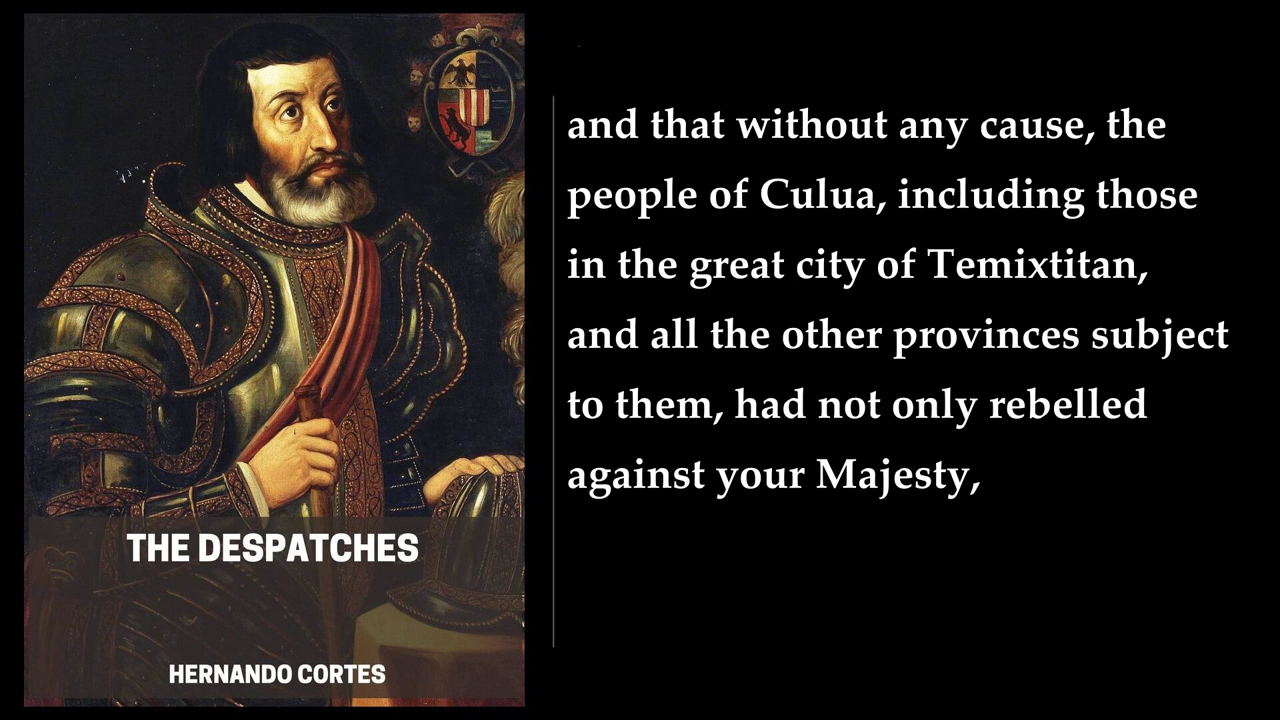 and that without any cause, the
people of Culua, including those
in the great city of Temixtitan,
and all the other provinces subject
to them, had not only rebelled
against your Majesty,
THE DESPATCHES
HERNANDO CORTES